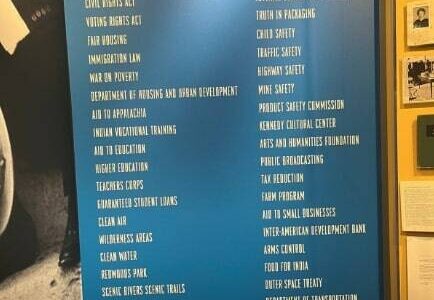 CIVIL RIGHTS ACT
VOTING RIGHTS ACT
FAIR HOUSING
IMMIGRATION LAW
WAR ON POVERTY
DEPARTMENT OF HOUSING AND URBAN DEVELOPMENT
AID TO APPALACHIA
INDIAN VOCATIONAL TRAINING
AID TO EDUCATION
HIGHER EDUCATION
TEACHERS CORPS
GUARANTEED STUDENT LOANS
CLEAN AIR
WILDERNESS AREAS
CLEAN WATER
REDWOODS PARK
SCENIC RIVERS SCENIC TRAILS
TRUTH IN PACKAGING
CHILD SAFETY
TRAFFIC SAFETY
HIGHWAY SAFETY
MINE SAFETY
PRODUCT SAFETY COMMISSION
KENNEDY CULTURAL CENTER
ARTS AND HUMANITIES FOUNDATION
PUBLIC BROADCASTING
TAX REDUCTION
FARM PROGRAM
AID TO SMALL BUSINESSES
INTER-AMERICAN DEVELOPMENT BANK
ARMS CONTROL
FOOD FOR INDIA
OUTER SPACE TREATY
DEPARTMENT OF TRANSPORTATION